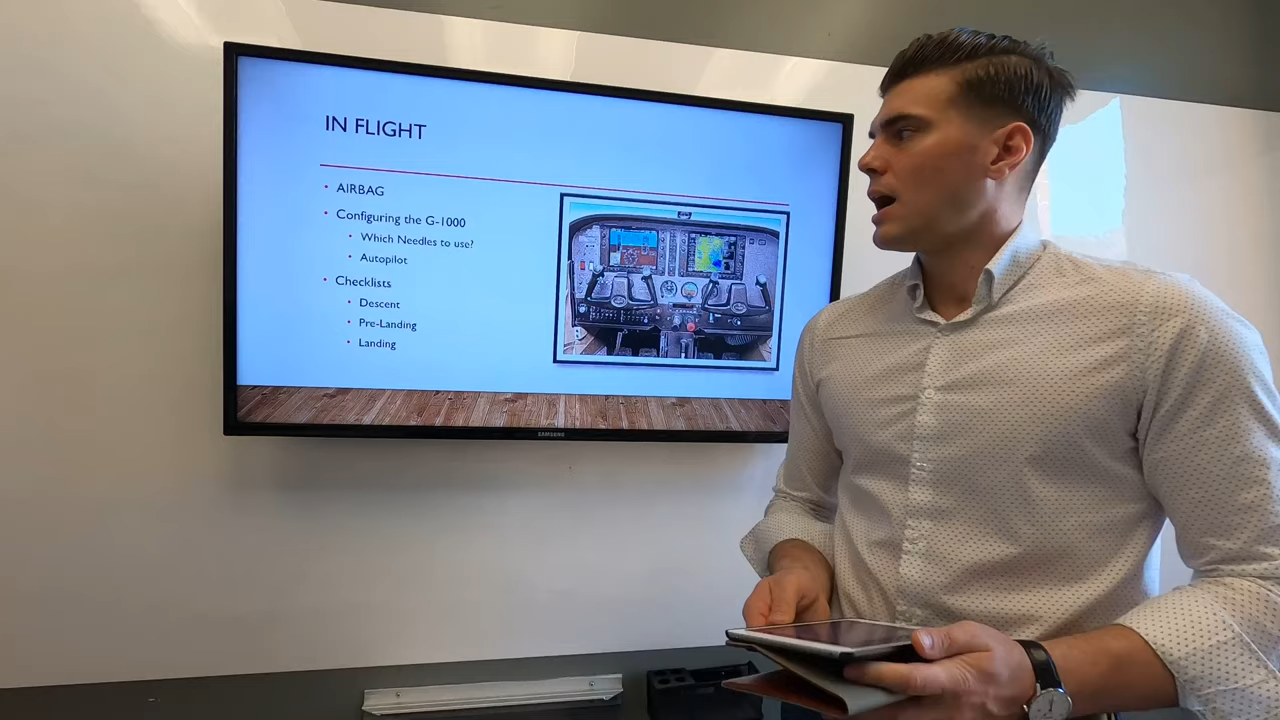 IN FLIGHT
• AIRBAG
• Configuring the G-1000
• Which Needles to use?
• Autopilot
• Checklists
• Descent
• Pre-Landing
• Landing
SAMSUNG